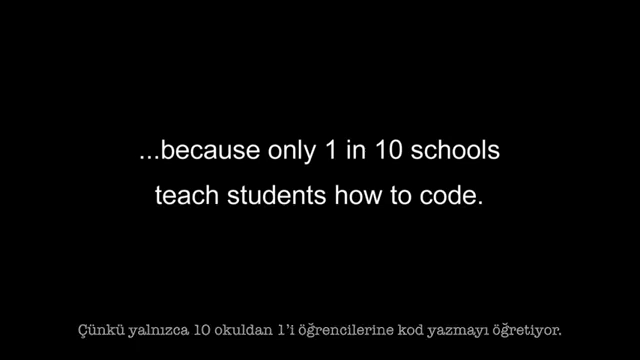 ...because only 1 in 10 schools
teach students how to code.
Çünkü yalnızca 10 okuldan 1'i öğrencilerine kod yazmayı öğretiyor.